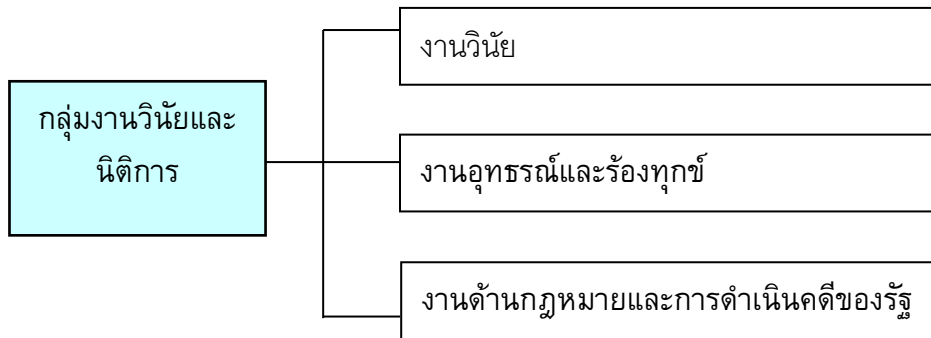 งานวินัย
กลุ่มงานวินัยและ
นิติการ
งานอุทธรณ์และร้องทุกข์
งานด้านกฎหมายและการดำเนินคดีของรัฐ